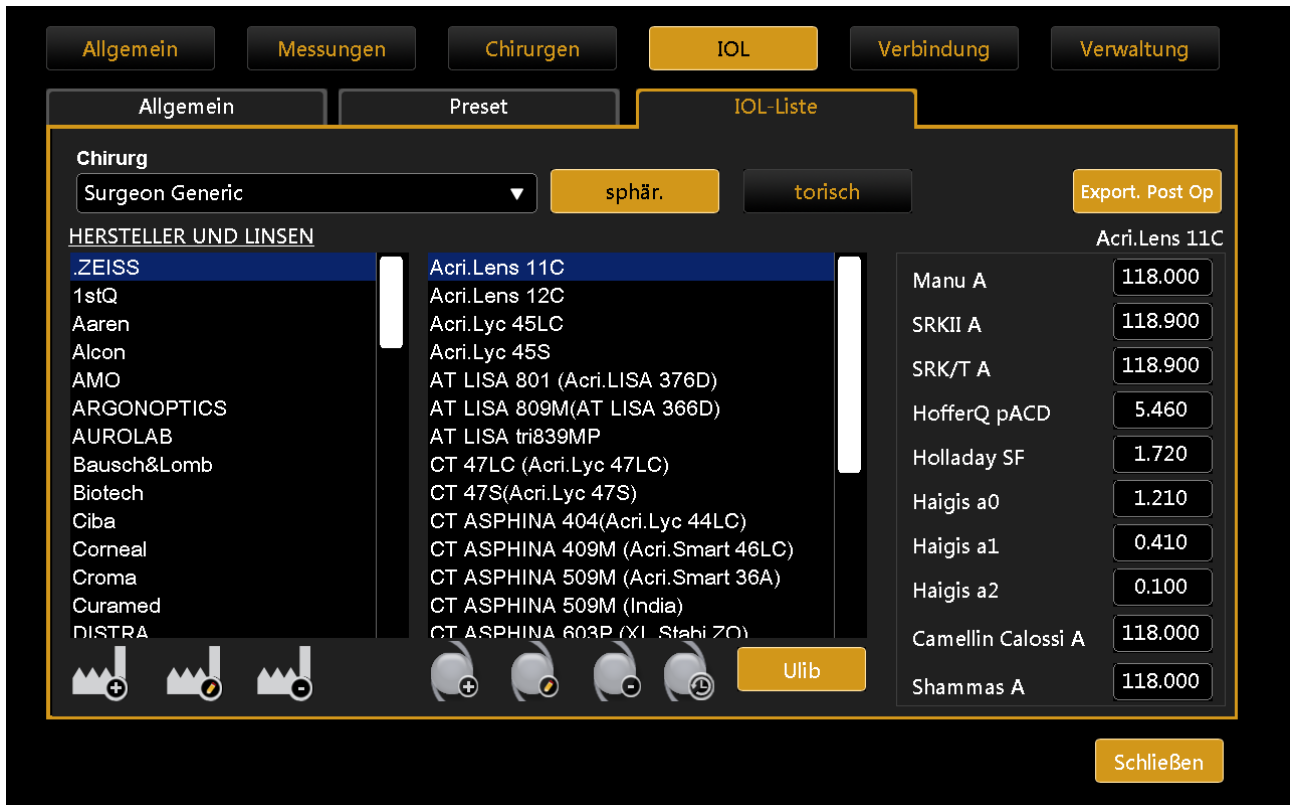 Allgemein Messungen Chirurgen IOL Verbindung Verwaltung
Allgemein Preset IOL-Liste
Chirurg
Surgeon Generic sphär. torisch Export. Post Op
HERSTELLER UND LINSEN Acri.Lens 11C
.ZEISS
1stQ
Aaren
Alcon
AMO
ARGONOPTICS
AUROLAB
Bausch&Lomb
Biotech
Ciba
Corneal
Croma
Curamed
DISTRA
Acri.Lens 11C
Acri.Lens 12C
Acri.Lyc 45LC
Acri.Lyc 45S
AT LISA 801 (Acri.LISA 376D)
AT LISA 809M(AT LISA 366D)
AT LISA tri839MP
CT 47LC (Acri.Lyc 47LC)
CT 47S(Acri.Lyc 47S)
CT ASPHINA 404(Acri.Lyc 44LC)
CT ASPHINA 409M (Acri.Smart 46LC)
CT ASPHINA 509M (Acri.Smart 36A)
CT ASPHINA 509M (India)
CT ASPHINA 603P (XL Stabi ZO)
Manu A 118.000
SRKII A 118.900
SRK/T A 118.900
HofferQ pACD 5.460
Holladay SF 1.720
Haigis a0 1.210
Haigis a1 0.410
Haigis a2 0.100
Camellin Calossi A 118.000
Shammas A 118.000
Ulib
Schließen